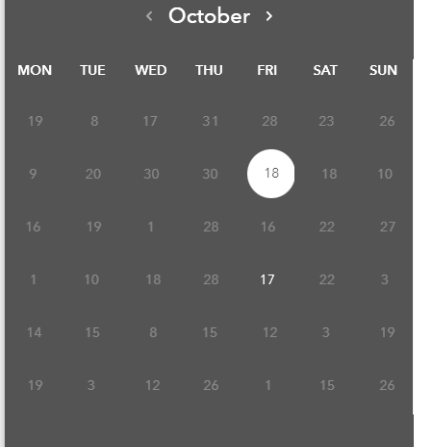 ‹ October ›
MON TUE WED THU FRI SAT SUN
19 8 17 31 28 23 26
9 20 30 30 18 18 10
16 19 1 28 16 22 27
1 10 18 28 17 22 3
14 15 8 15 12 3 19
19 3 12 26 1 15 26